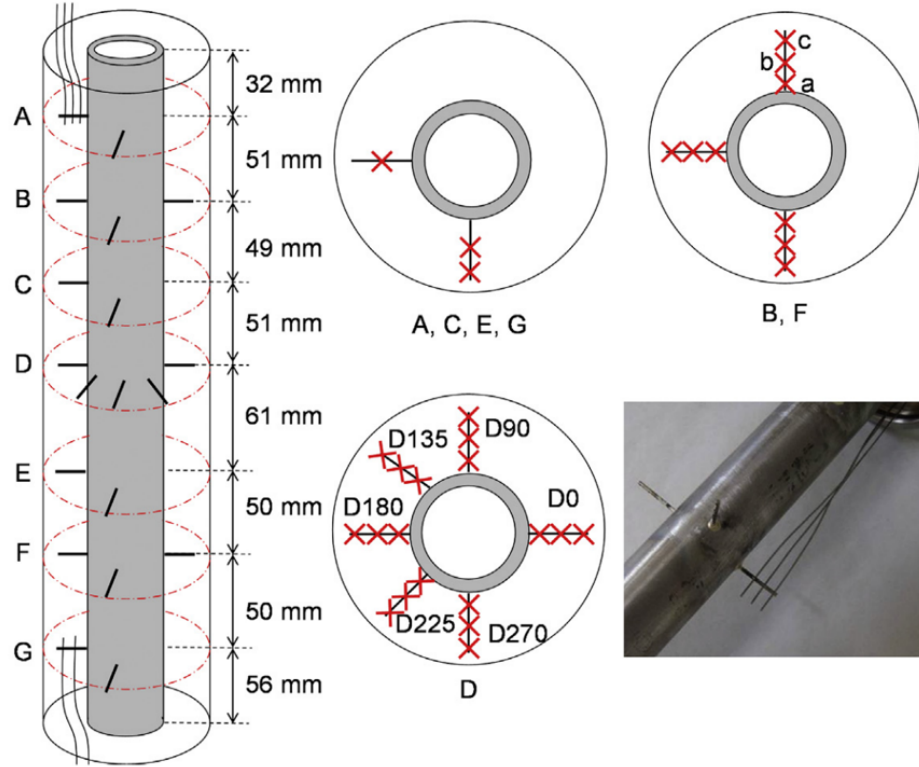 32 mm
A
51 mm
B
49 mm
C
51 mm
D
61 mm
E
50 mm
F
50 mm
G
56 mm
A, C, E, G
c
b
a
B, F
D135
D90
D180
D0
D225
D270
D